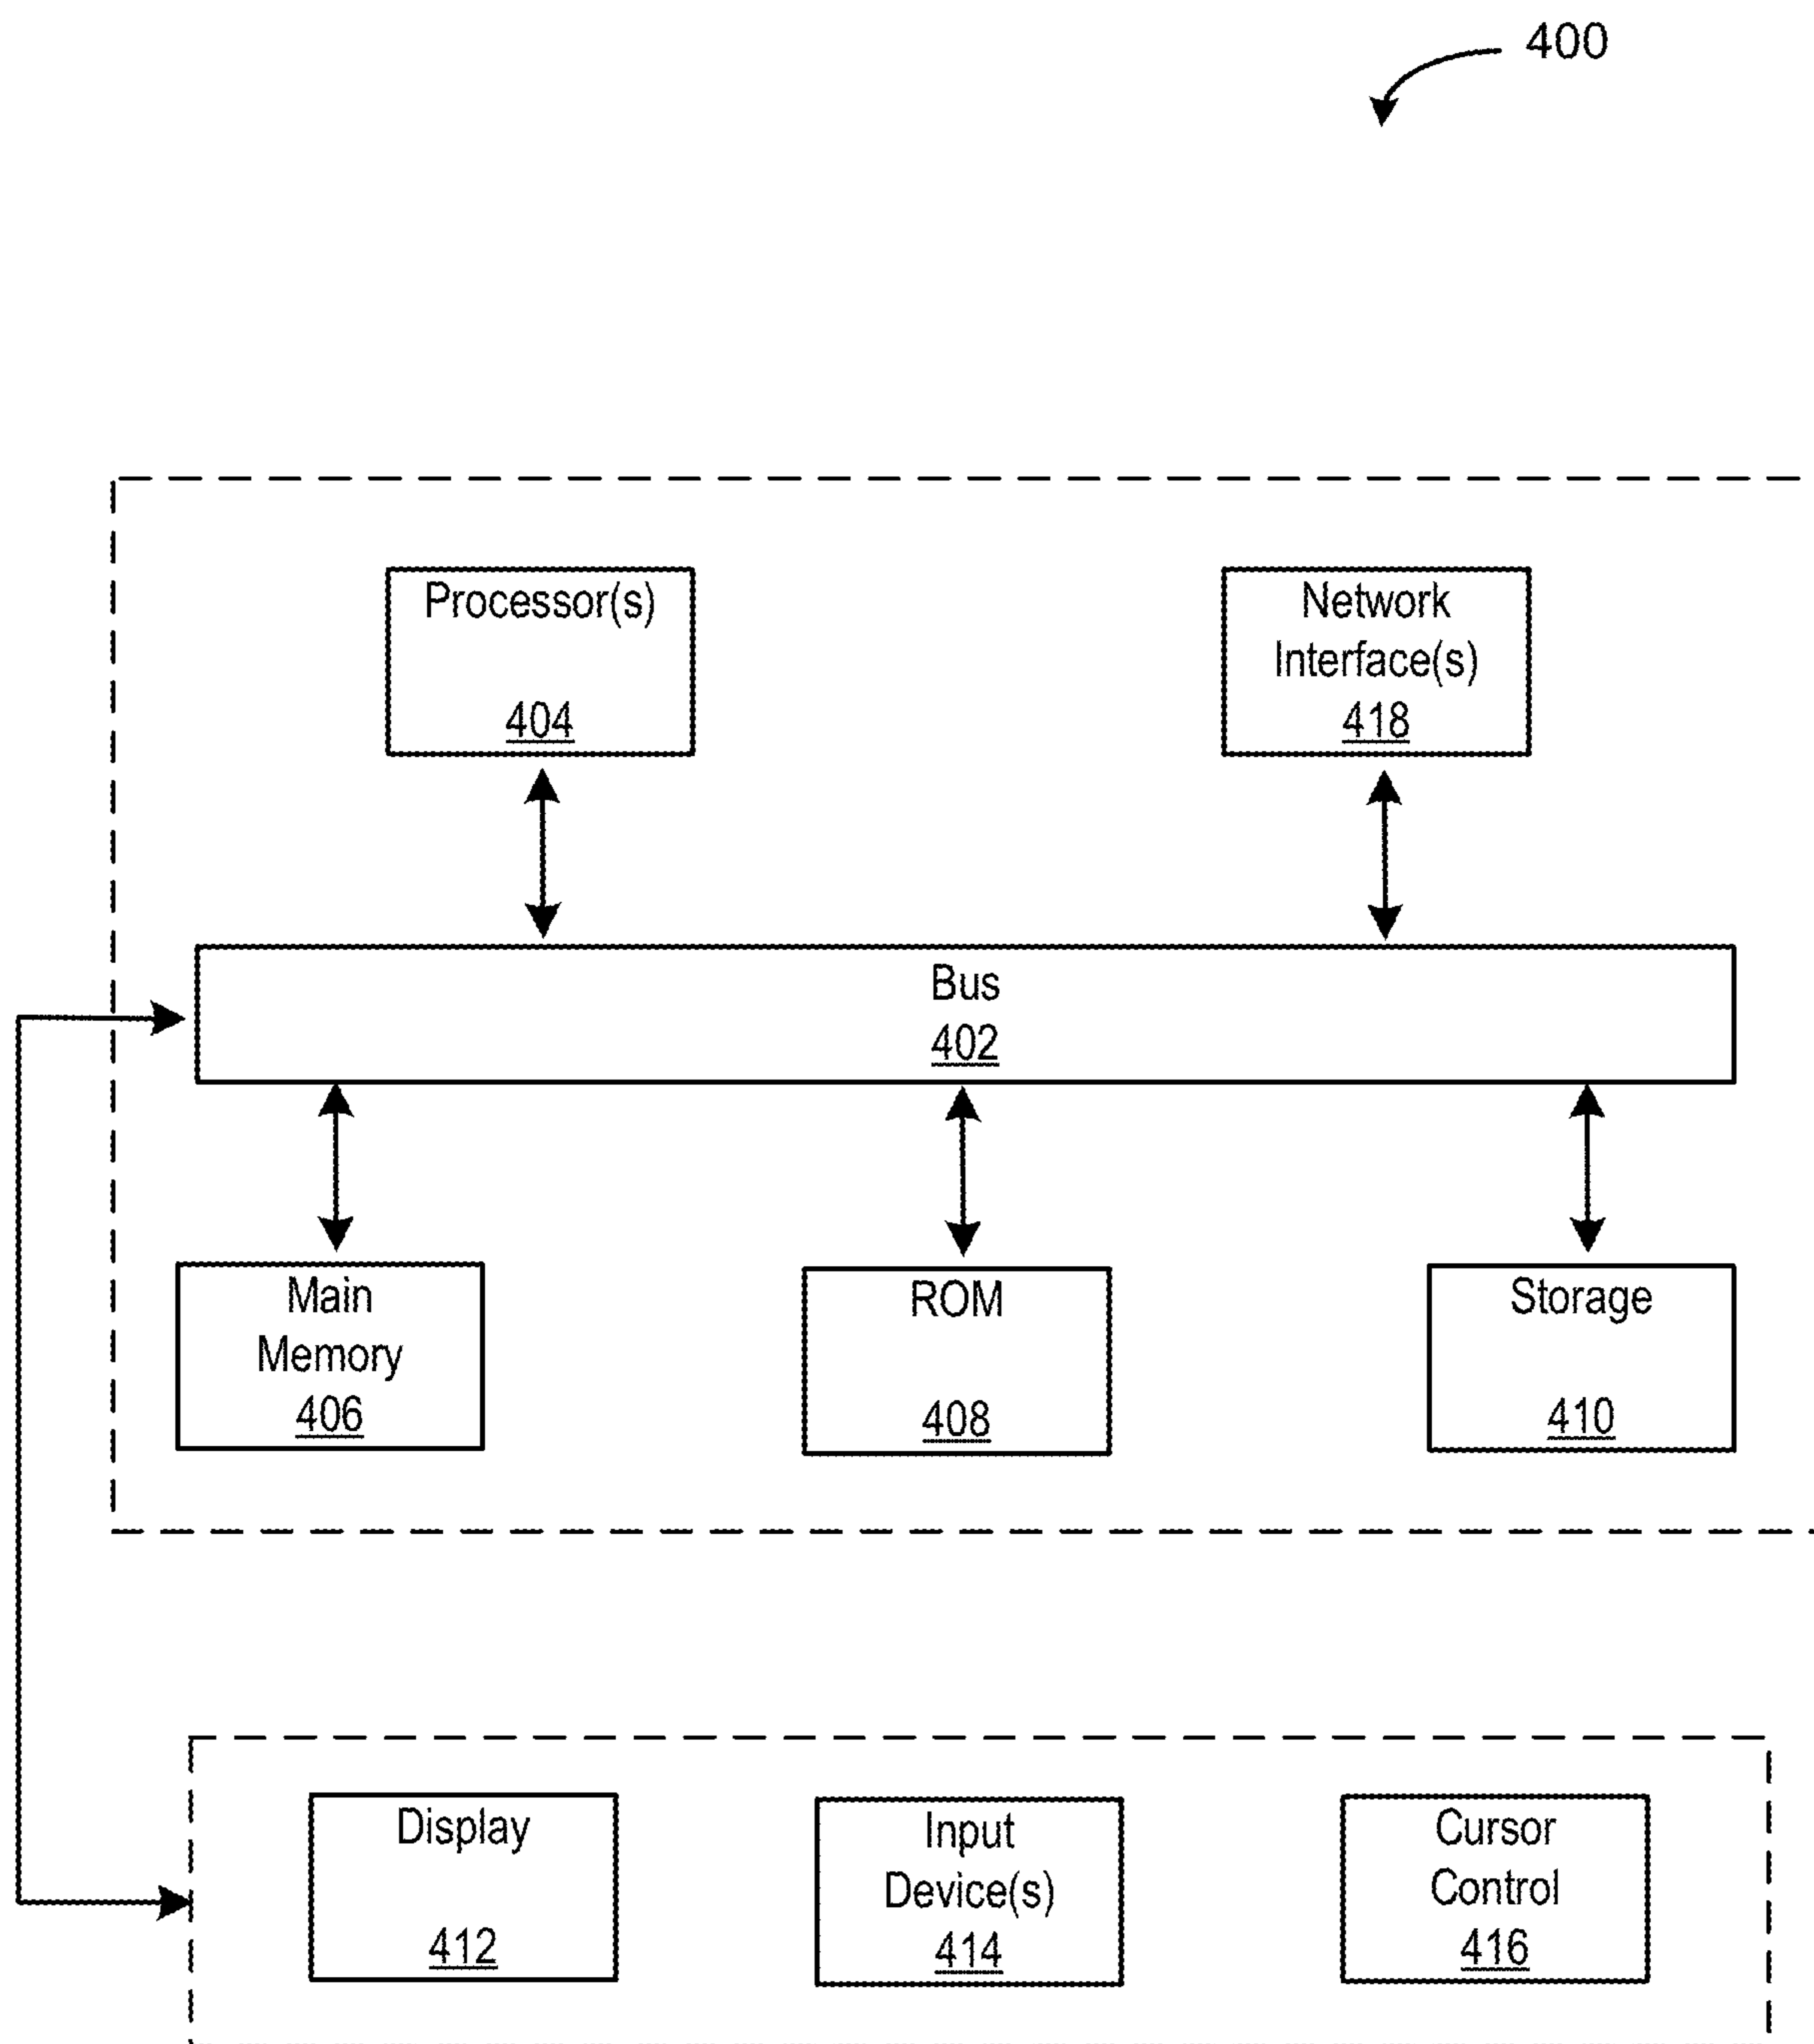 400
Processor(s)
404
Network
Interface(s)
418
Bus
402
Main
Memory
406
ROM
408
Storage
410
Display
412
Input
Device(s)
414
Cursor
Control
416